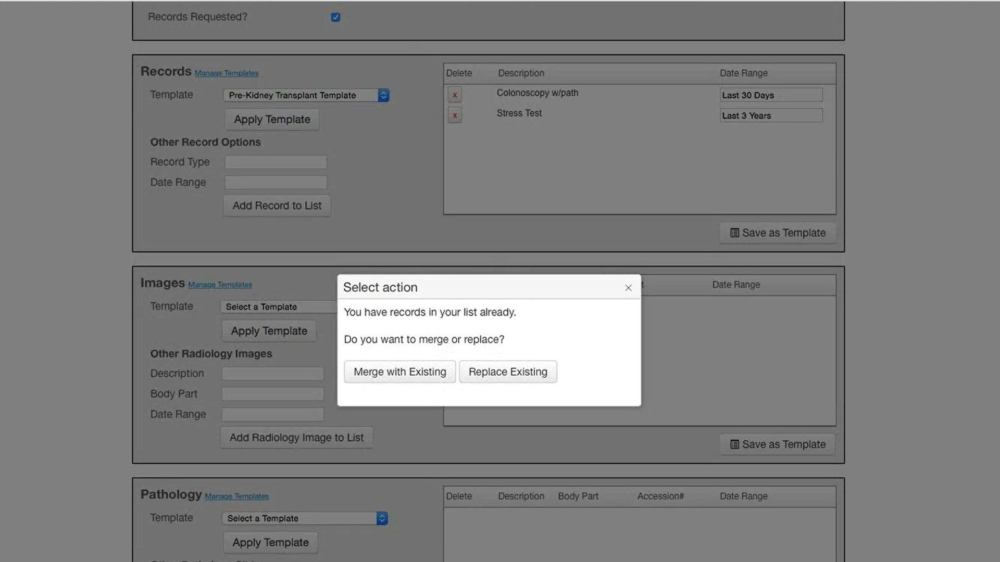 Records Requested?
Records Manage Templates
Delete Description Date Range
Template Pre-Kidney Transplant Template
x Colonoscopy w/path Last 30 Days
Apply Template
x Stress Test Last 3 Years
Other Record Options
Record Type
Date Range
Add Record to List
Save as Template
Images Manage Templates
Date Range
Template Select a Template
Apply Template
Other Radiology Images
Description
Body Part
Date Range
Add Radiology Image to List
Save as Template
Select action
You have records in your list already.
Do you want to merge or replace?
Merge with Existing Replace Existing
Pathology Manage Templates
Delete Description Body Part Accession# Date Range
Template Select a Template
Apply Template